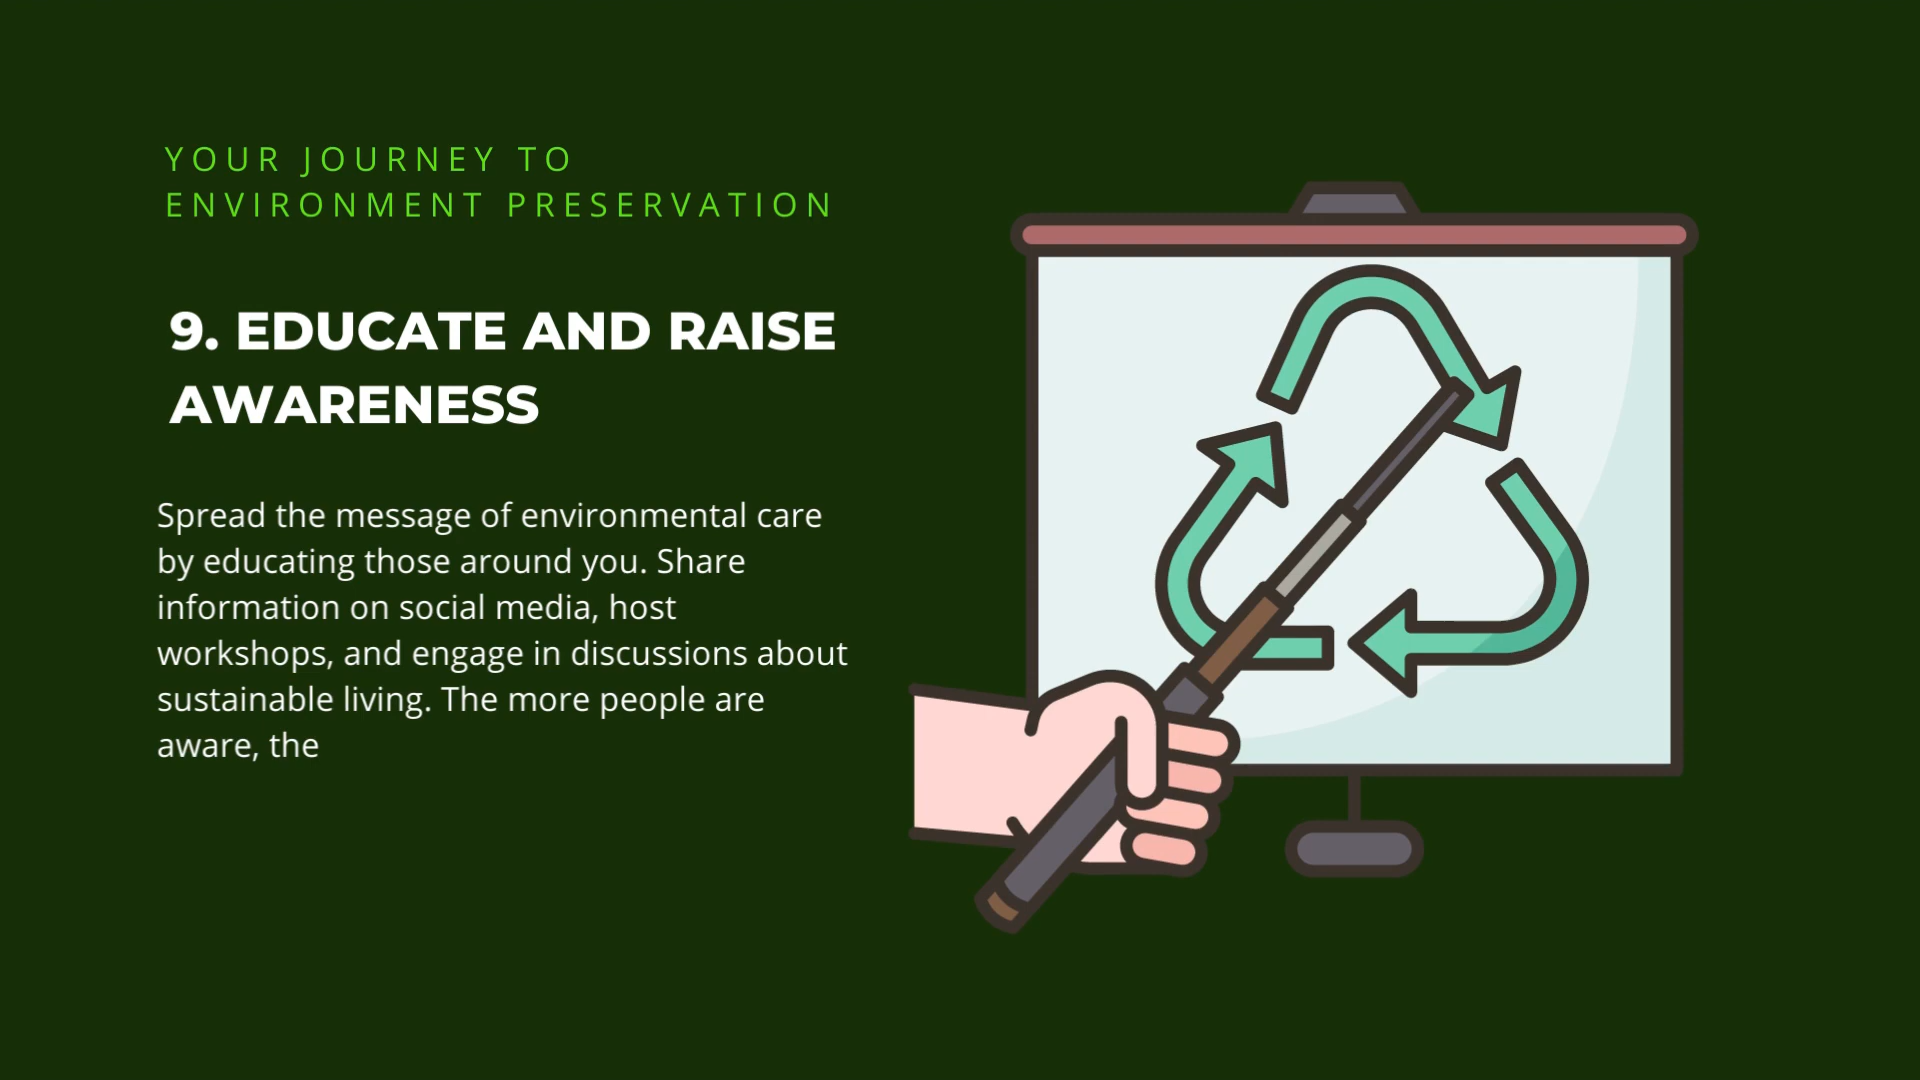 YOUR JOURNEY TO
ENVIRONMENT PRESERVATION
9. EDUCATE AND RAISE
AWARENESS
Spread the message of environmental care
by educating those around you. Share
information on social media, host
workshops, and engage in discussions about
sustainable living. The more people are
aware, the